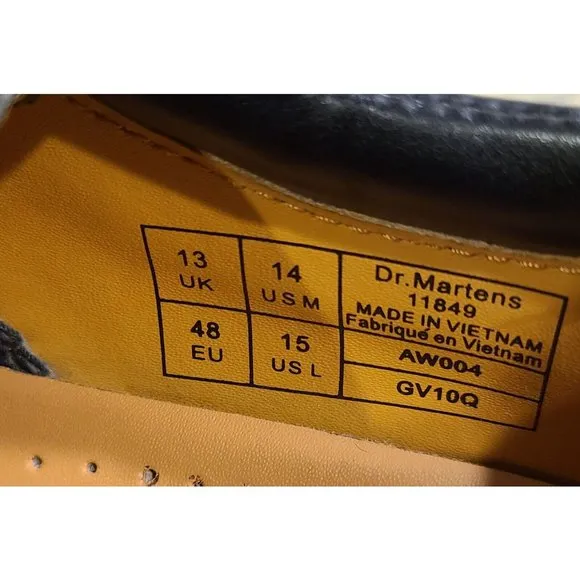 13
UK
14
US M
48
EU
15
US L
Dr.Martens
11849
MADE IN VIETNAM
Fabriqué en Vietnam
AW004
GV10Q